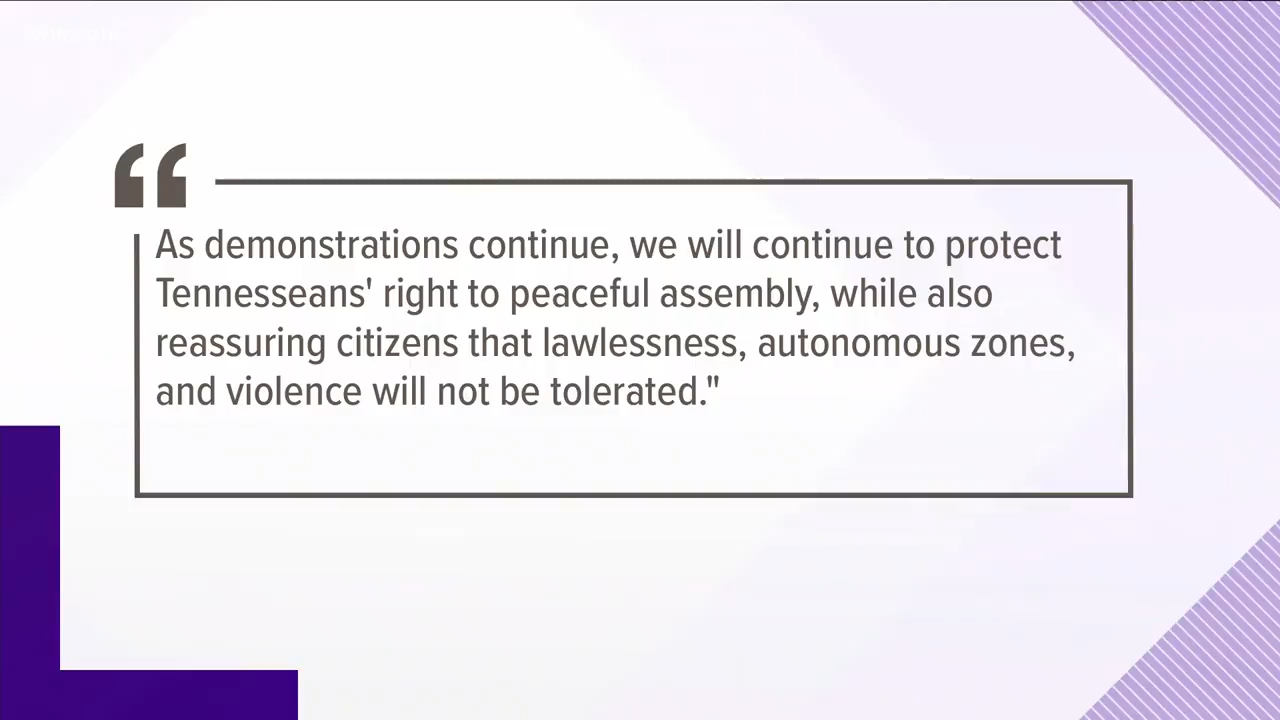 “
As demonstrations continue, we will continue to protect
Tennesseans' right to peaceful assembly, while also
reassuring citizens that lawlessness, autonomous zones,
and violence will not be tolerated."